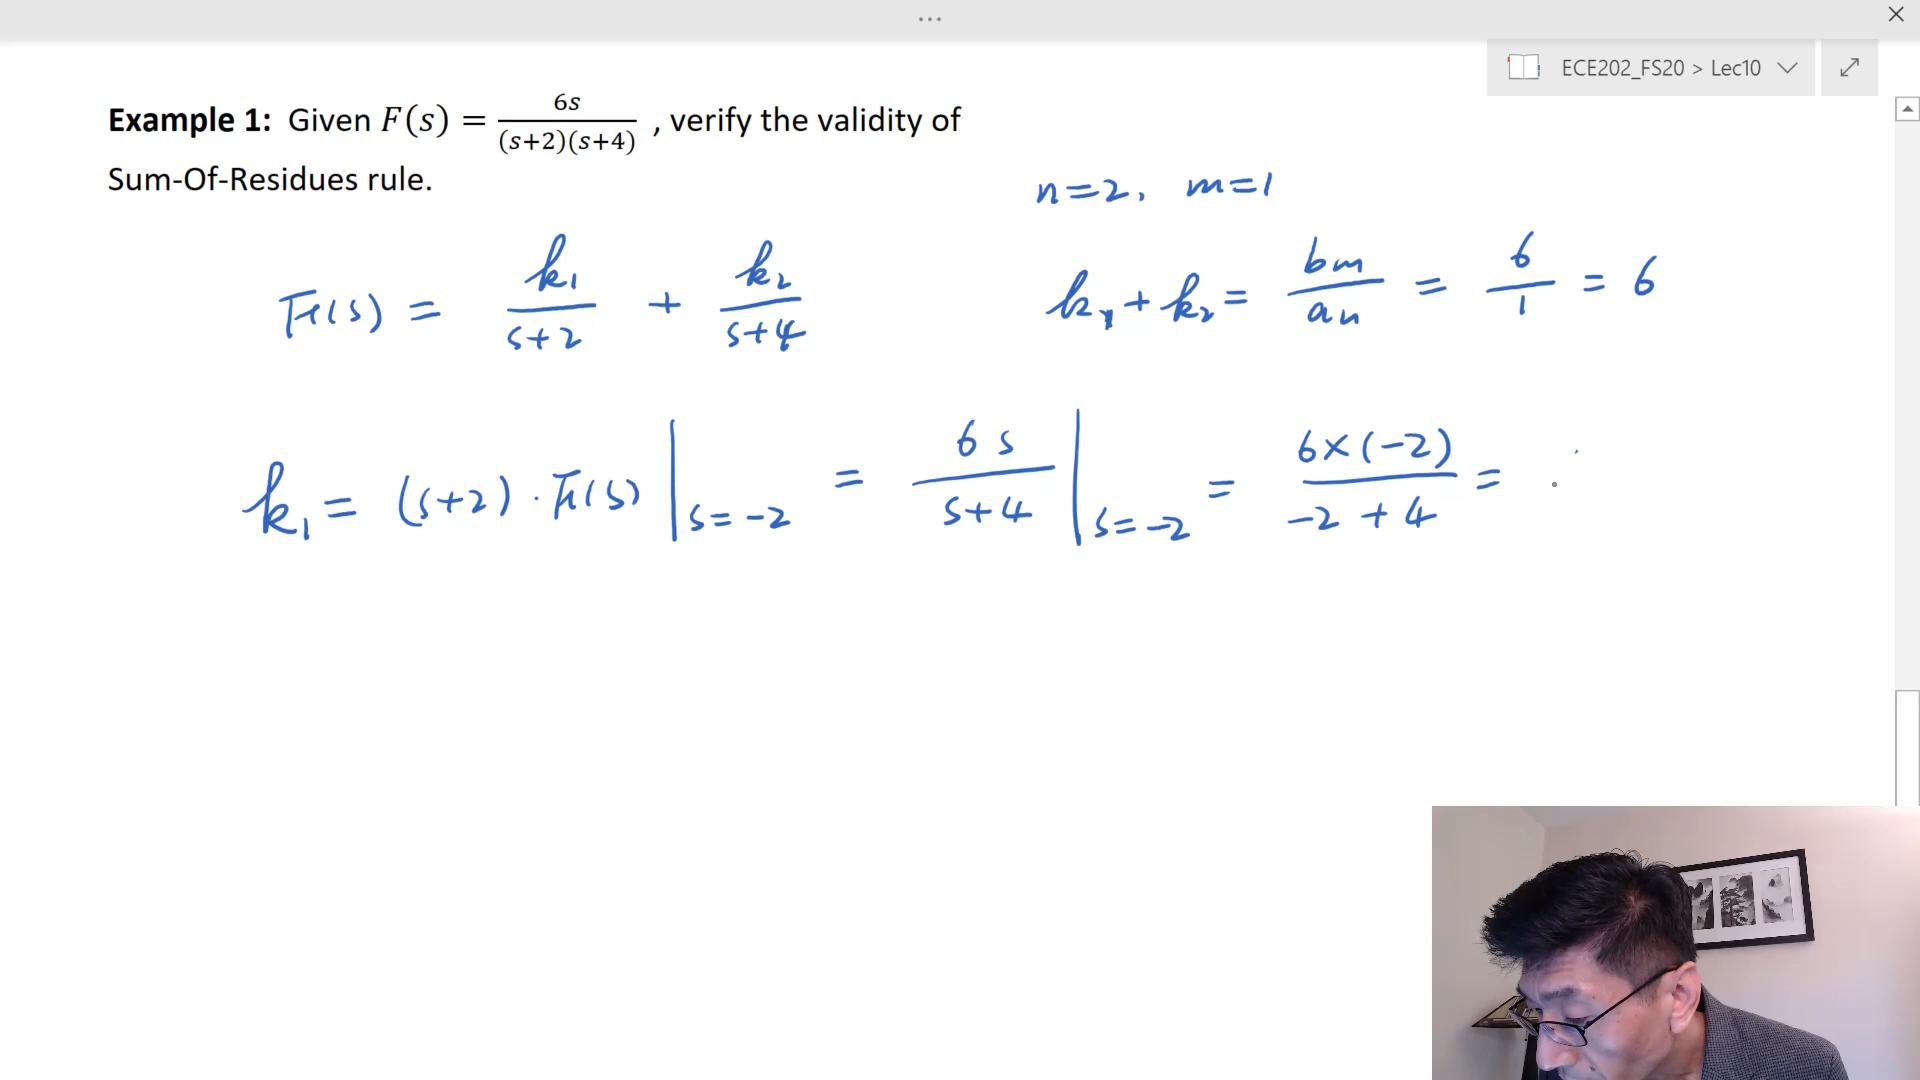 ECE202_FS20 > Lec10
Example 1: Given F(s) = 6s / (s+2)(s+4) , verify the validity of
Sum-Of-Residues rule.
n=2, m=1
F(s) = k₁ / s+2 + k₂ / s+4
k₁ + k₂ = bm / an = 6 / 1 = 6
k₁ = (s+2) · F(s) | s=-2 = 6s / s+4 | s=-2 = 6×(-2) / -2+4 =